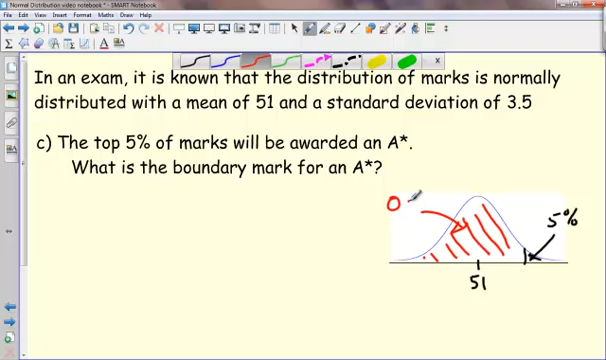 Normal Distribution video notebook * - SMART Notebook
File Edit View Insert Format Tools Draw Window Help
In an exam, it is known that the distribution of marks is normally
distributed with a mean of 51 and a standard deviation of 3.5
c) The top 5% of marks will be awarded an A*.
What is the boundary mark for an A*?
0
5%
51